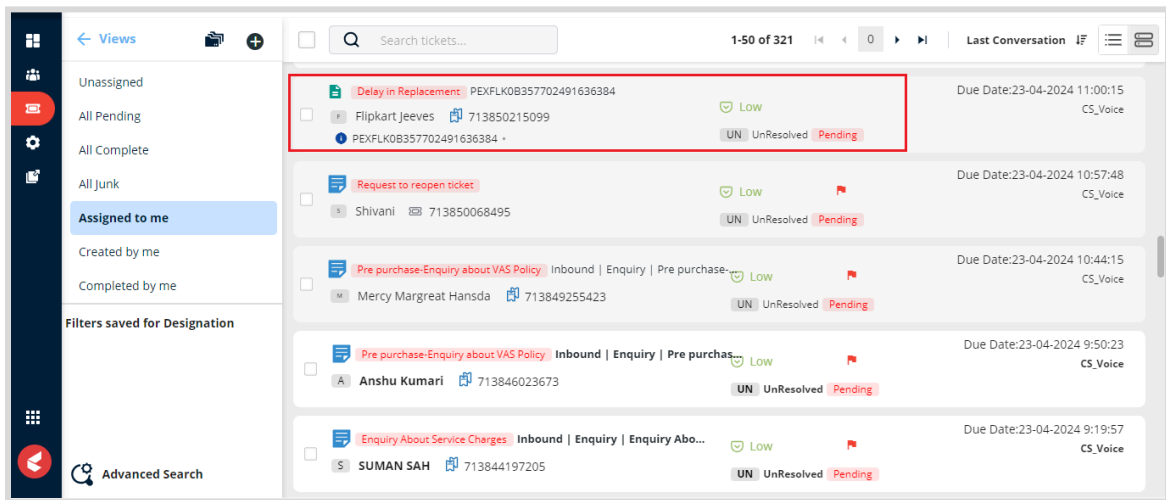 Views
Search tickets...
1-50 of 321
0
Last Conversation
Unassigned
All Pending
All Complete
All Junk
Assigned to me
Created by me
Completed by me
Filters saved for Designation
Advanced Search
Delay in Replacement PEXFLK0B357702491636384
F Flipkart Jeeves 713850215099
PEXFLK0B357702491636384
Low
UN UnResolved Pending
Due Date:23-04-2024 11:00:15
CS_Voice
Request to reopen ticket
S Shivani 713850068495
Low
UN UnResolved Pending
Due Date:23-04-2024 10:57:48
CS_Voice
Pre purchase-Enquiry about VAS Policy Inbound | Enquiry | Pre purchase-...
M Mercy Margreat Hansda 713849255423
Low
UN UnResolved Pending
Due Date:23-04-2024 10:44:15
CS_Voice
Pre purchase-Enquiry about VAS Policy Inbound | Enquiry | Pre purchas...
A Anshu Kumari 713846023673
Low
UN UnResolved Pending
Due Date:23-04-2024 9:50:23
CS_Voice
Enquiry About Service Charges Inbound | Enquiry | Enquiry Abo...
S SUMAN SAH 713844197205
Low
UN UnResolved Pending
Due Date:23-04-2024 9:19:57
CS_Voice